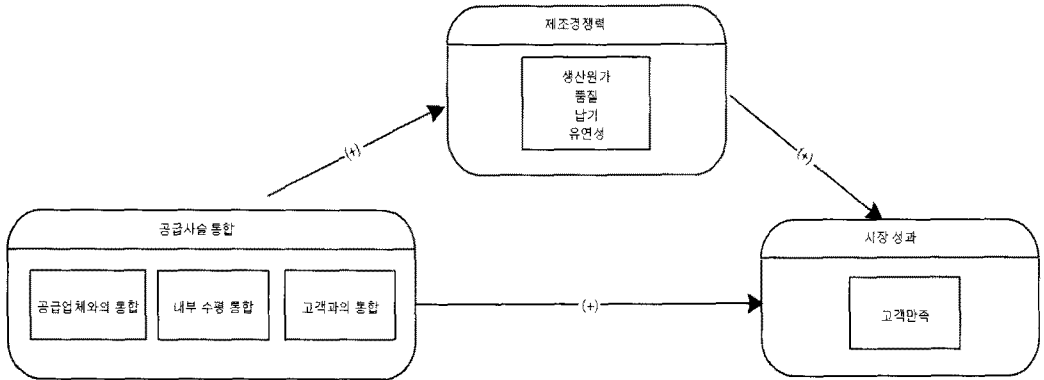 제조경쟁력
생산원가
품질
납기
유연성
(+)
(+)
공급사슬 통합
공급업체와의 통합
내부 수평 통합
고객과의 통합
(+)
시장 성과
고객만족